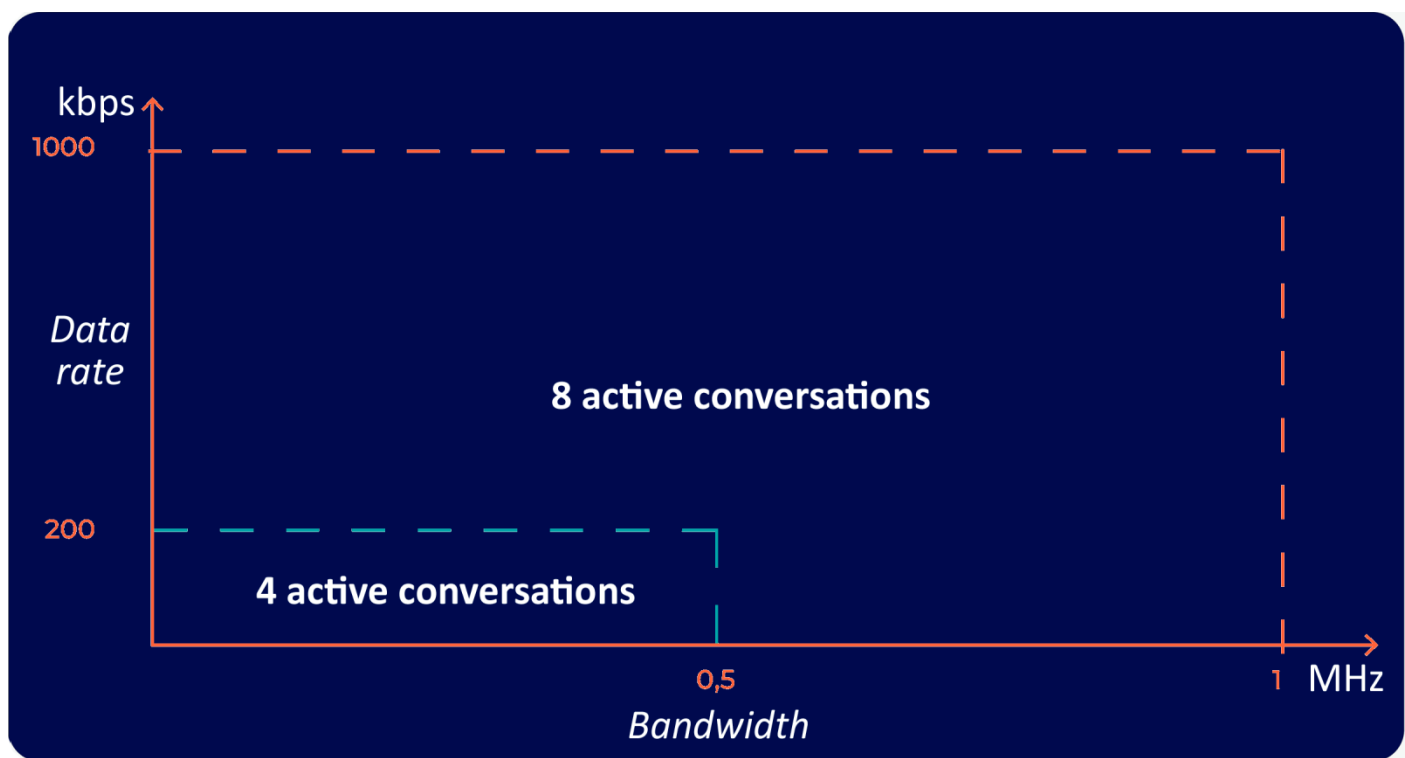 kbps
1000
Data
rate
8 active conversations
200
4 active conversations
0,5
1
MHz
Bandwidth